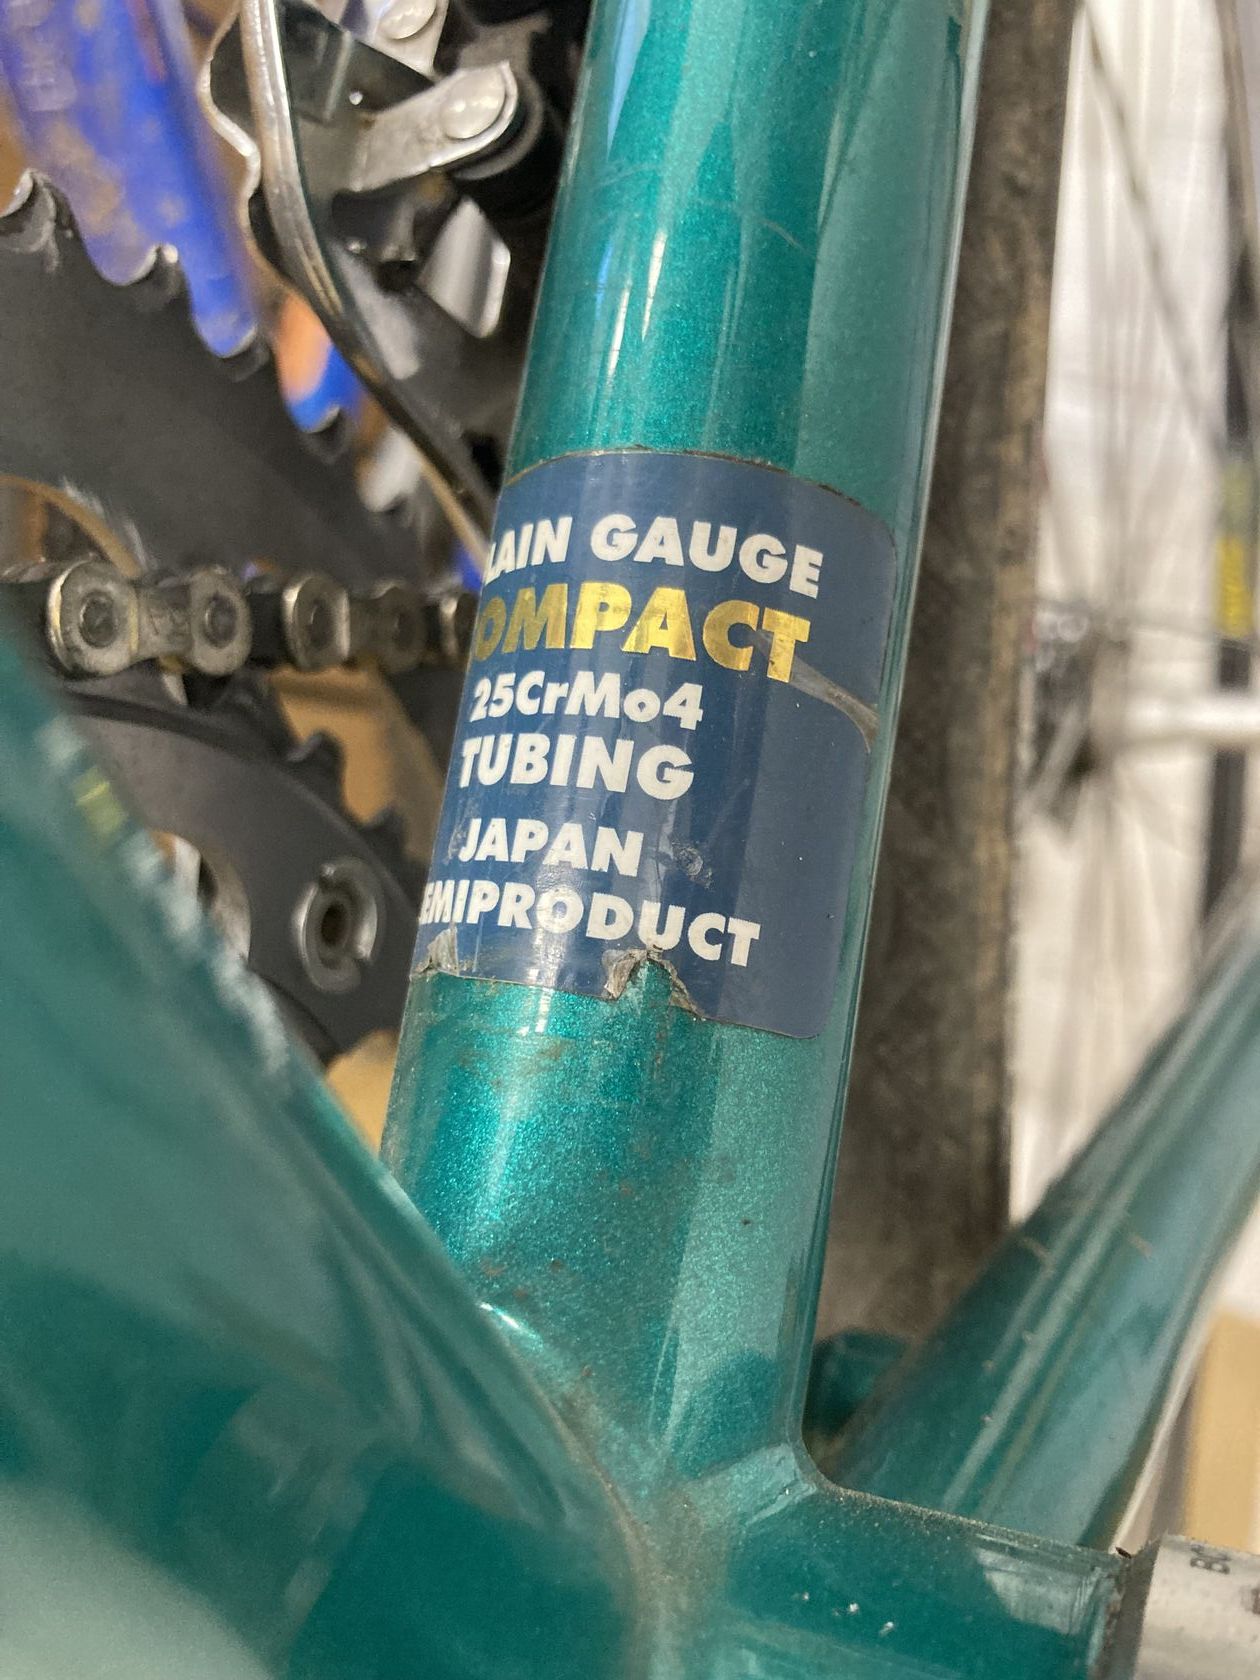 LAIN GAUGE
OMPACT
25CrMo4
TUBING
JAPAN
EMIPRODUCT